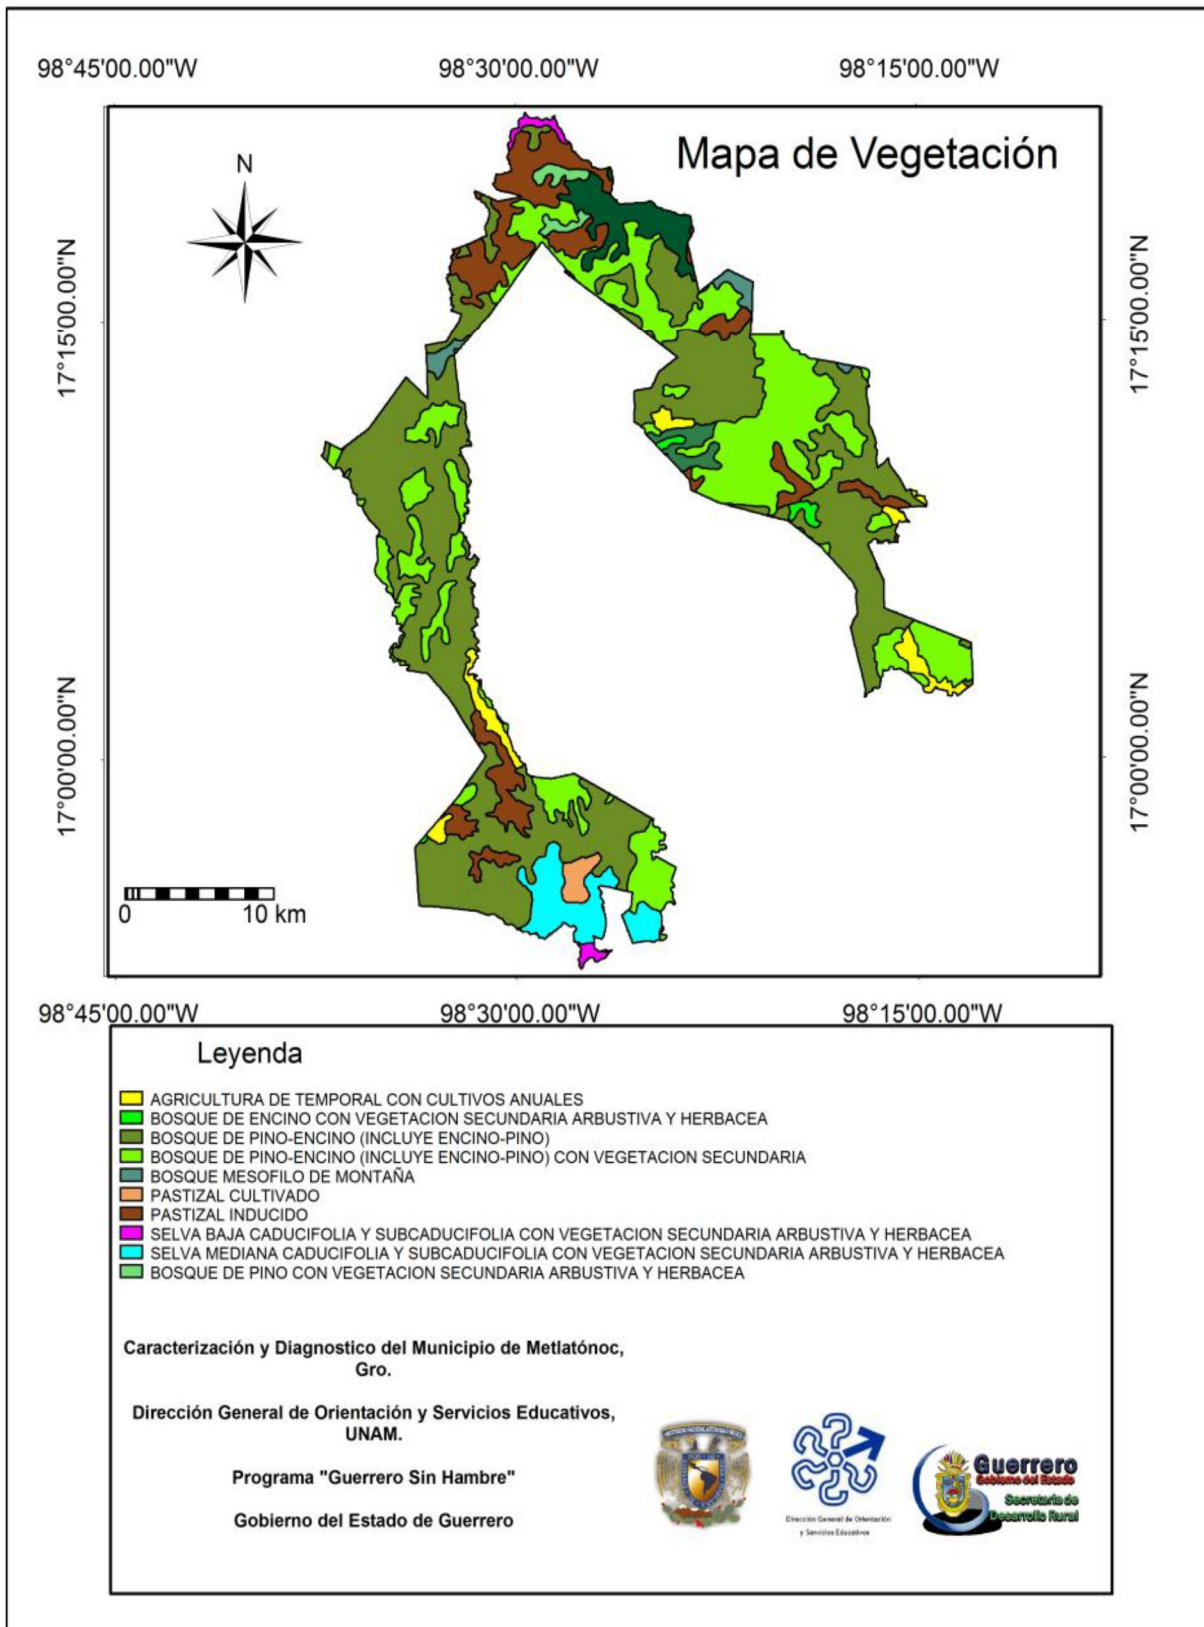 98°45'00.00"W 98°30'00.00"W 98°15'00.00"W
Mapa de Vegetación
N
17°15'00.00"N
17°15'00.00"N
17°00'00.00"N
17°00'00.00"N
0 10 km
98°45'00.00"W 98°30'00.00"W 98°15'00.00"W
Leyenda
AGRICULTURA DE TEMPORAL CON CULTIVOS ANUALES
BOSQUE DE ENCINO CON VEGETACION SECUNDARIA ARBUSTIVA Y HERBACEA
BOSQUE DE PINO-ENCINO (INCLUYE ENCINO-PINO)
BOSQUE DE PINO-ENCINO (INCLUYE ENCINO-PINO) CON VEGETACION SECUNDARIA
BOSQUE MESOFILO DE MONTAÑA
PASTIZAL CULTIVADO
PASTIZAL INDUCIDO
SELVA BAJA CADUCIFOLIA Y SUBCADUCIFOLIA CON VEGETACION SECUNDARIA ARBUSTIVA Y HERBACEA
SELVA MEDIANA CADUCIFOLIA Y SUBCADUCIFOLIA CON VEGETACION SECUNDARIA ARBUSTIVA Y HERBACEA
BOSQUE DE PINO CON VEGETACION SECUNDARIA ARBUSTIVA Y HERBACEA
Caracterización y Diagnostico del Municipio de Metlatónoc,
Gro.
Dirección General de Orientación y Servicios Educativos,
UNAM.
Programa "Guerrero Sin Hambre"
Gobierno del Estado de Guerrero
Dirección General de Orientación
y Servicios Educativos
Guerrero
Gobierno del Estado
Secretaria de
Desarrollo Rural